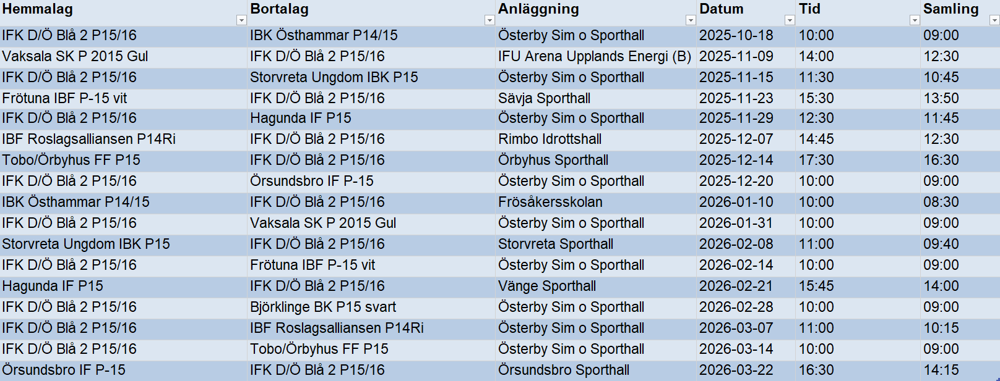 Hemmalag Bortalag Anläggning Datum Tid Samling
IFK D/Ö Blå 2 P15/16 IBK Östhammar P14/15 Österby Sim o Sporthall 2025-10-18 10:00 09:00
Vaksala SK P 2015 Gul IFK D/Ö Blå 2 P15/16 IFU Arena Upplands Energi (B) 2025-11-09 14:00 12:30
IFK D/Ö Blå 2 P15/16 Storvreta Ungdom IBK P15 Österby Sim o Sporthall 2025-11-15 11:30 10:45
Frötuna IBF P-15 vit IFK D/Ö Blå 2 P15/16 Sävja Sporthall 2025-11-23 15:30 13:50
IFK D/Ö Blå 2 P15/16 Hagunda IF P15 Österby Sim o Sporthall 2025-11-29 12:30 11:45
IBF Roslagsalliansen P14Ri IFK D/Ö Blå 2 P15/16 Rimbo Idrottshall 2025-12-07 14:45 12:30
Tobo/Örbyhus FF P15 IFK D/Ö Blå 2 P15/16 Örbyhus Sporthall 2025-12-14 17:30 16:30
IFK D/Ö Blå 2 P15/16 Örsundsbro IF P-15 Österby Sim o Sporthall 2025-12-20 10:00 09:00
IBK Östhammar P14/15 IFK D/Ö Blå 2 P15/16 Frösåkersskolan 2026-01-10 10:00 08:30
IFK D/Ö Blå 2 P15/16 Vaksala SK P 2015 Gul Österby Sim o Sporthall 2026-01-31 10:00 09:00
Storvreta Ungdom IBK P15 IFK D/Ö Blå 2 P15/16 Storvreta Sporthall 2026-02-08 11:00 09:40
IFK D/Ö Blå 2 P15/16 Frötuna IBF P-15 vit Österby Sim o Sporthall 2026-02-14 10:00 09:00
Hagunda IF P15 IFK D/Ö Blå 2 P15/16 Vänge Sporthall 2026-02-21 15:45 14:00
IFK D/Ö Blå 2 P15/16 Björklinge BK P15 svart Österby Sim o Sporthall 2026-02-28 10:00 09:00
IFK D/Ö Blå 2 P15/16 IBF Roslagsalliansen P14Ri Österby Sim o Sporthall 2026-03-07 11:00 10:15
IFK D/Ö Blå 2 P15/16 Tobo/Örbyhus FF P15 Österby Sim o Sporthall 2026-03-14 10:00 09:00
Örsundsbro IF P-15 IFK D/Ö Blå 2 P15/16 Örsundsbro Sporthall 2026-03-22 16:30 14:15